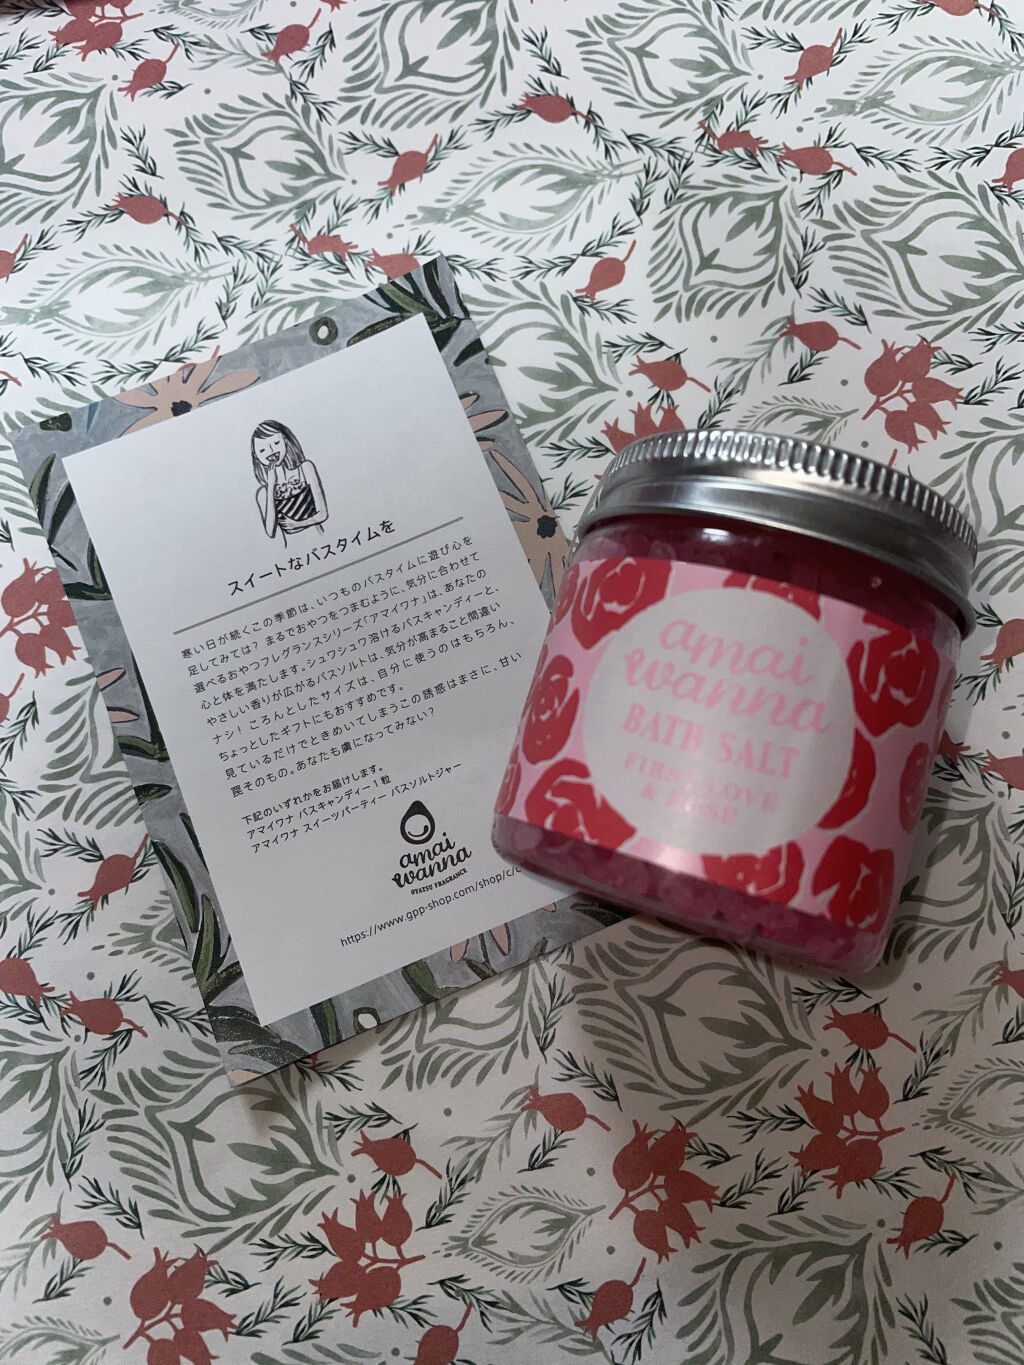 スイートなバスタイムを
寒い日が続くこの季節は、いつものバスタイムに遊び心を
足してみては? まるでおやつをつまむように、気分に合わせて
選べるおやつフレグランスシリーズ「アマイワナ」は、あなたの
心と体を満たします。シュワシュワ溶けるバスキャンディーと、
やさしい香りが広がるバスソルトは、気分が高まること間違い
ナシ! ころんとしたサイズは、自分に使うのはもちろん、
ちょっとしたギフトにもおすすめです。
見ているだけでときめいてしまうこの誘惑はまさに、甘い
罠そのもの。あなたも虜になってみない?
下記のいずれかをお届けします。
アマイワナ バスキャンディー1粒
アマイワナ スイーツパーティー バスソルトジャー
amai
wanna
OYATSU FRAGRANCE
https://www.gpp-shop.com/shop/c/c
amai
wanna
BATH SALT
FIRST LOVE
& ROSE